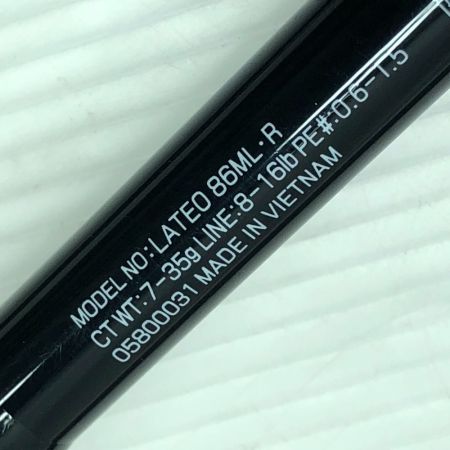 MODEL NO:LATEO 86ML・R
CT WT:7-35g LINE:8-16lb PE#:0.6-1.5
05800031 MADE IN VIETNAM